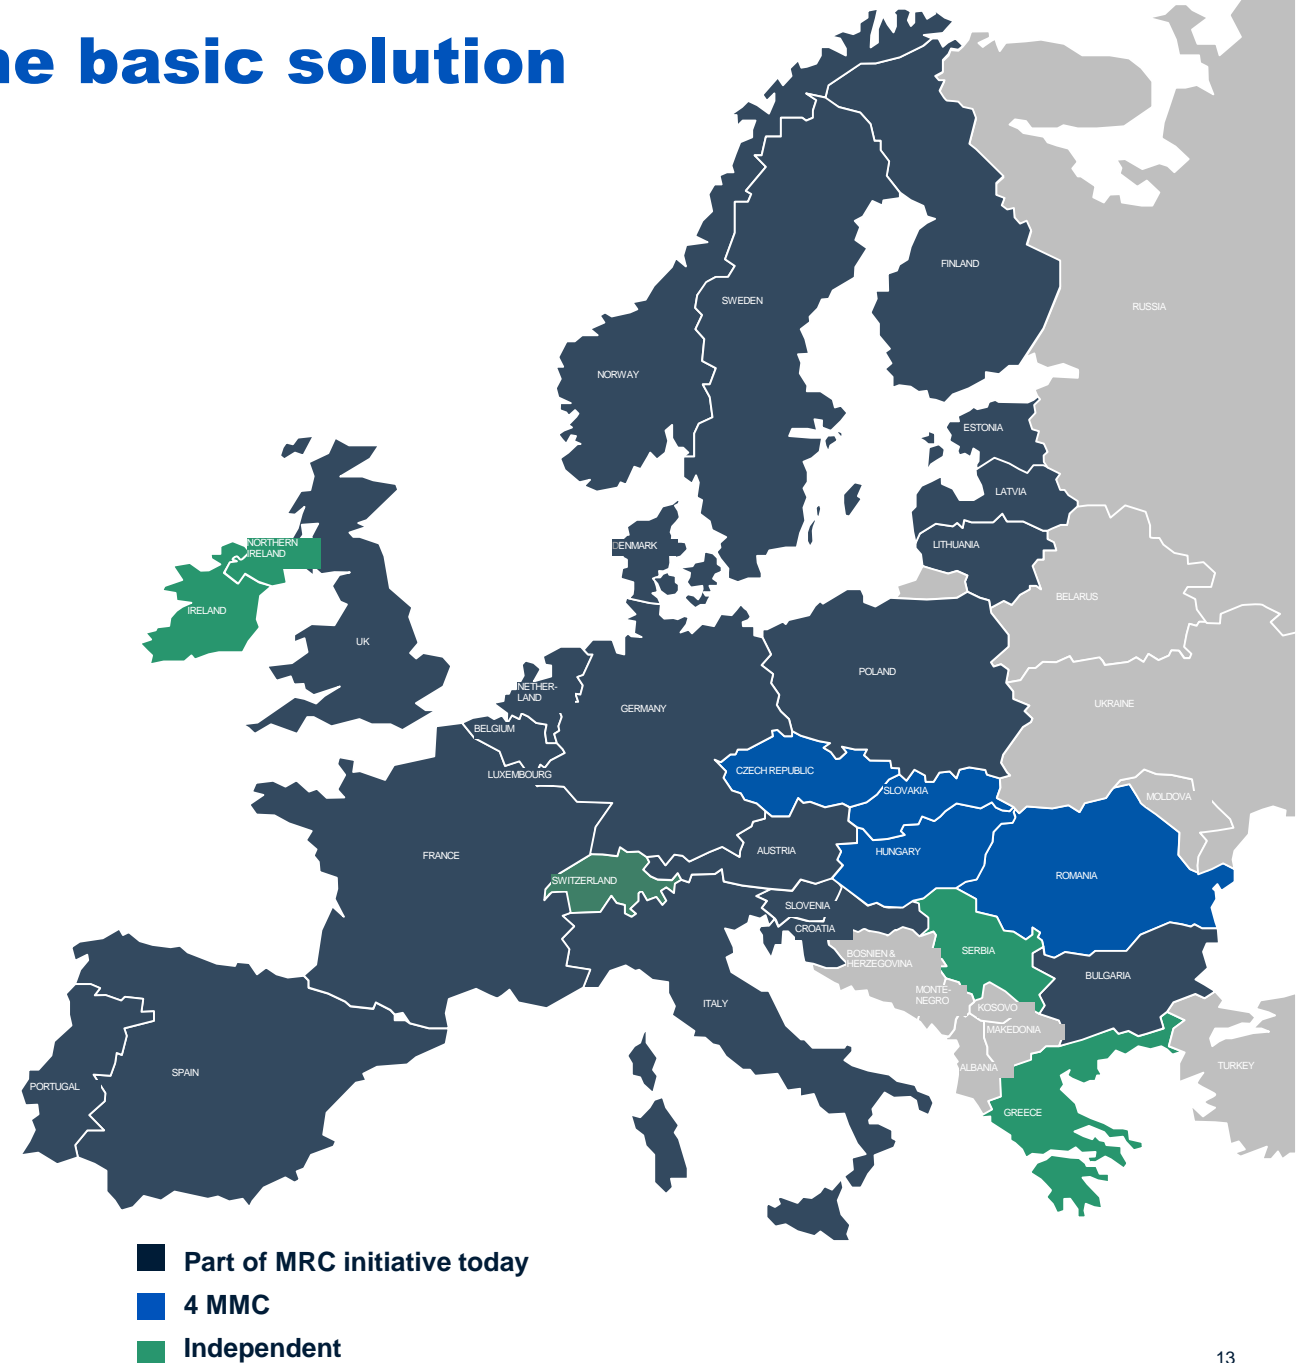 ne basic solution
FINLAND
RUSSIA
SWEDEN
NORWAY
ESTONIA
LATVIA
NORTHERN
IRELAND
DENMARK
LITHUANIA
BELARUS
IRELAND
UK
POLAND
NETHER-
LAND
UKRAINE
GERMANY
BELGIUM
CZECH REPUBLIC
LUXEMBOURG
SLOVAKIA
MOLDOVA
FRANCE
AUSTRIA
HUNGARY
ROMANIA
SWITZERLAND
SLOVENIA
CROATIA
BOSNIEN &
HERZEGOVINA
SERBIA
BULGARIA
MONTE-
NEGRO
ITALY
KOSOVO
MAKEDONIA
ALBANIA
TURKEY
SPAIN
PORTUGAL
GREECE
Part of MRC initiative today
4 MMC
Independent
13